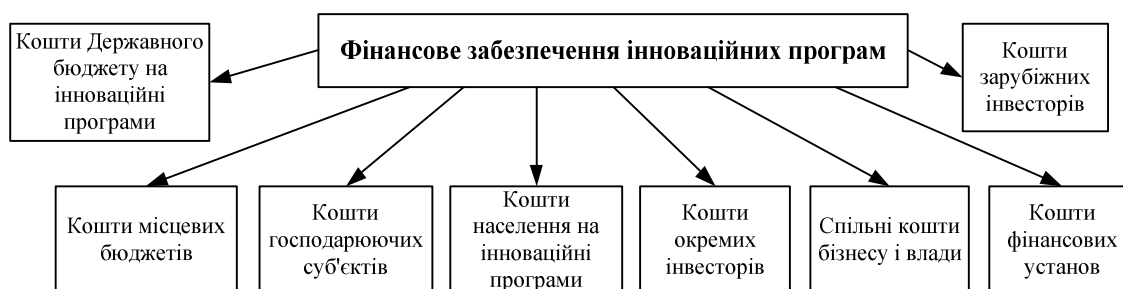 Фінансове забезпечення інноваційних програм
Кошти Державного
бюджету на
інноваційні
програми
Кошти
зарубіжних
інвесторів
Кошти місцевих
бюджетів
Кошти
господарюючих
суб'єктів
Кошти
населення на
інноваційні
програми
Кошти
окремих
інвесторів
Спільні кошти
бізнесу і влади
Кошти
фінансових
установ